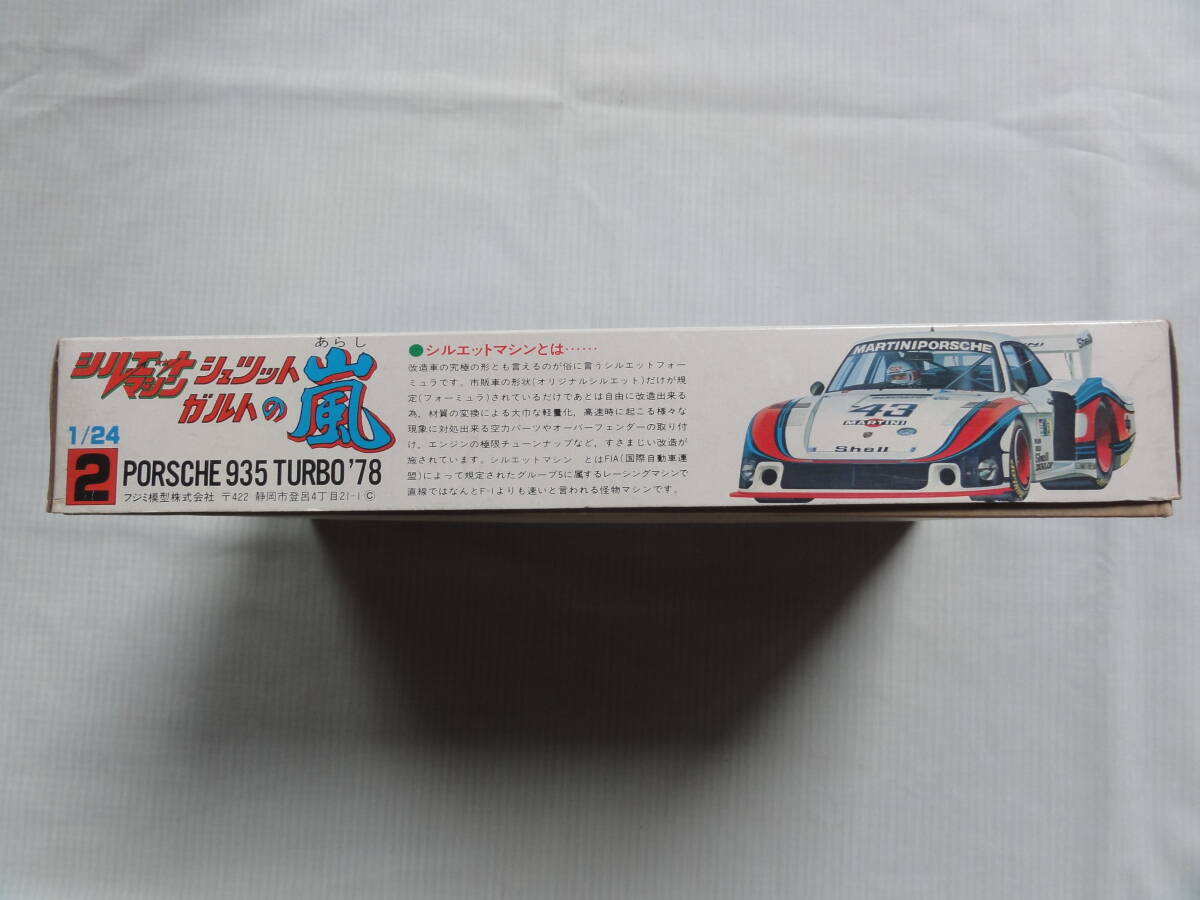 シルエット
マシン
シュツット
ガルトの
あらし
嵐
1/24
2
PORSCHE 935 TURBO '78
フジミ模型株式会社 〒422 静岡市登呂4丁目21-1 ©
●シルエットマシンとは……
改造車の究極の形とも言えるのが俗に言うシルエットフォー
ミュラです。市販車の形状(オリジナルシルエット)だけが規
定(フォーミュラ)されているだけであとは自由に改造出来る
為、材質の変換による大巾な軽量化、高速時に起こる様々な
現象に対処出来る空力パーツやオーバーフェンダーの取り付
け、エンジンの極限チューンナップなど、すさまじい改造が
施されています。シルエットマシン とはFIA(国際自動車連
盟)によって規定されたグループ5に属するレーシングマシンで
直線ではなんとF-1よりも速いと言われる怪物マシンです。
MARTINI PORSCHE
43
MARTINI
Shell
Shell
Shell
DUNLOP